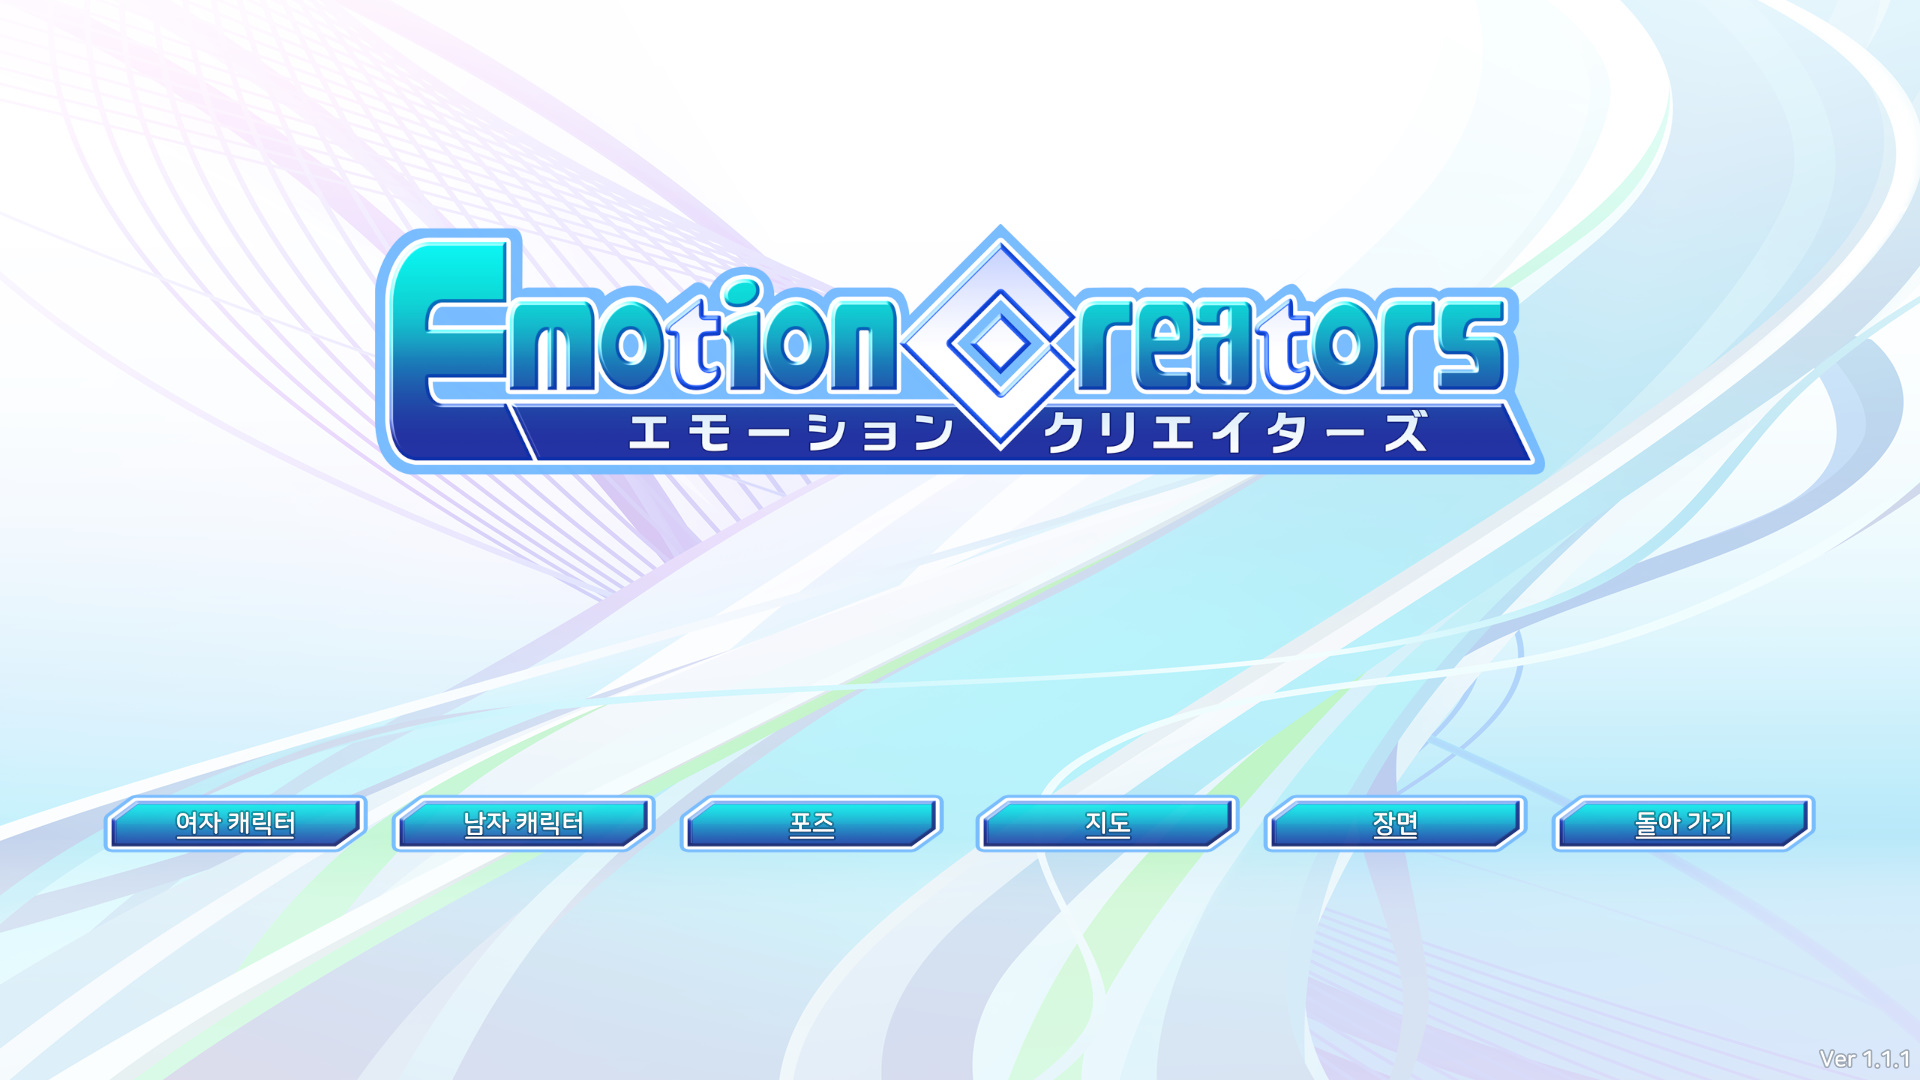 Emotion Creators
エモーションクリエイターズ
여자 캐릭터
남자 캐릭터
포즈
지도
장면
돌아 가기
Ver 1.1.1